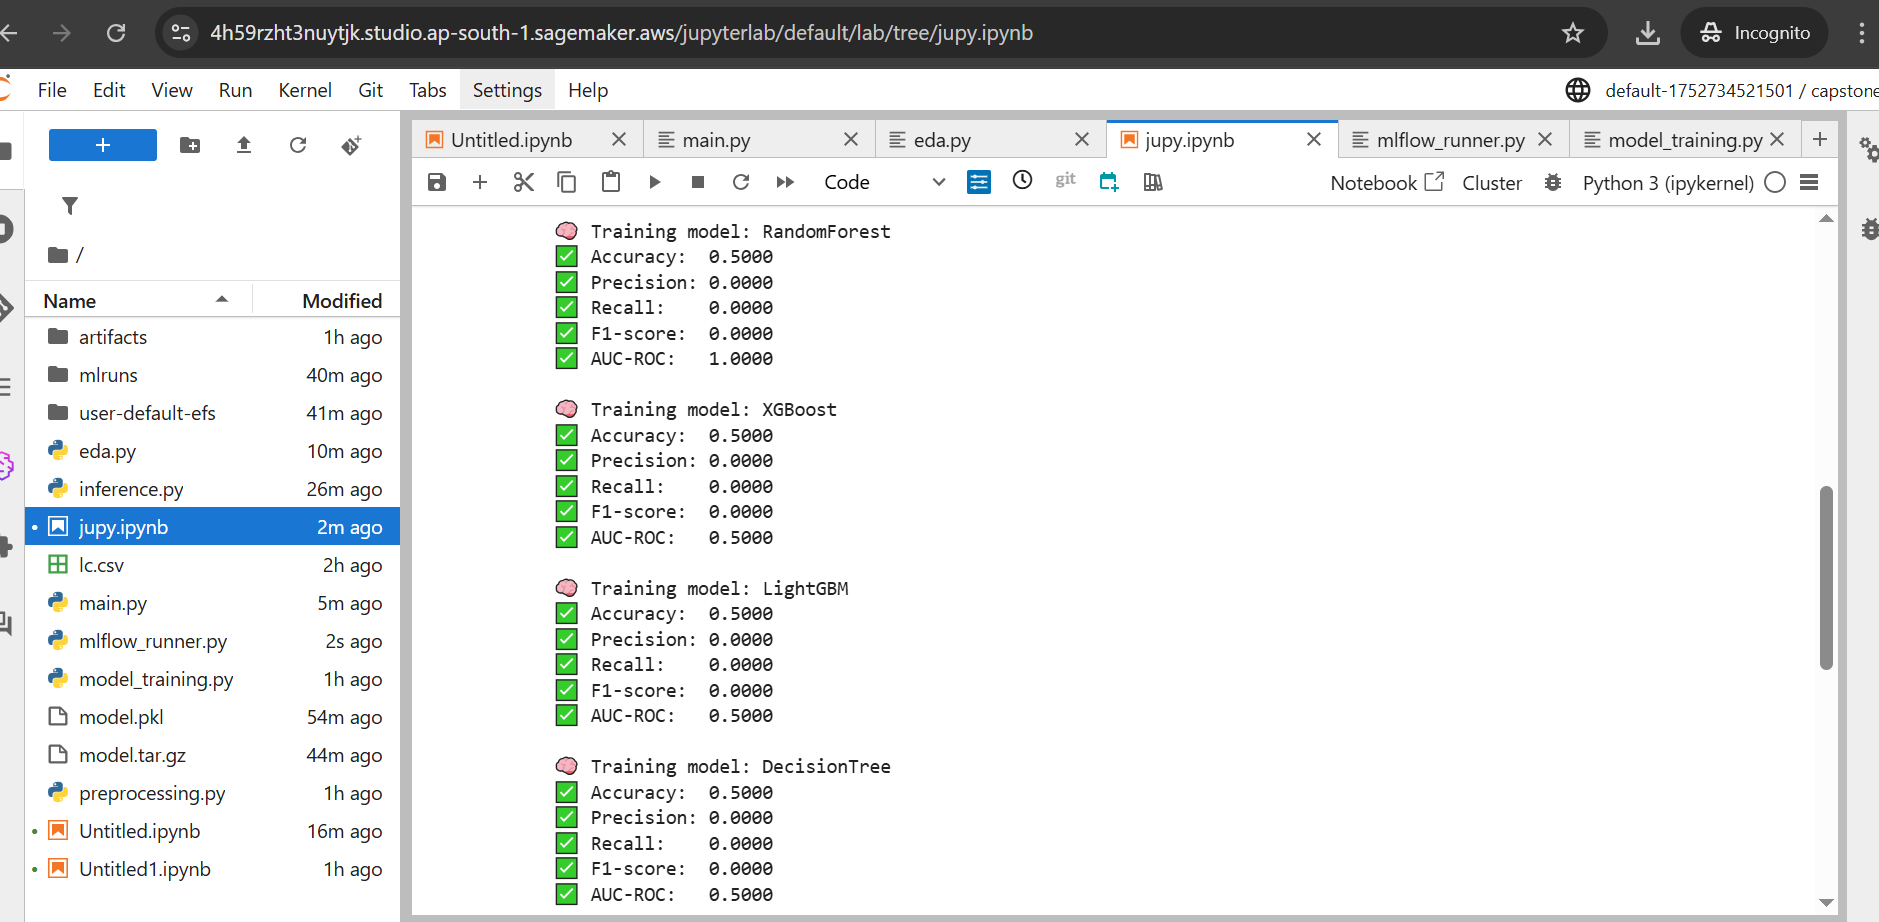 4h59rzht3nuytjk.studio.ap-south-1.sagemaker.aws/jupyterlab/default/lab/tree/jupy.ipynb
Incognito
File Edit View Run Kernel Git Tabs Settings Help
default-1752734521501 / capstone
Untitled.ipynb
main.py
eda.py
jupy.ipynb
mlflow_runner.py
model_training.py
Code
git
Notebook
Cluster
Python 3 (ipykernel)
/
Name Modified
artifacts 1h ago
mlruns 40m ago
user-default-efs 41m ago
eda.py 10m ago
inference.py 26m ago
jupy.ipynb 2m ago
lc.csv 2h ago
main.py 5m ago
mlflow_runner.py 2s ago
model_training.py 1h ago
model.pkl 54m ago
model.tar.gz 44m ago
preprocessing.py 1h ago
Untitled.ipynb 16m ago
Untitled1.ipynb 1h ago
🧠 Training model: RandomForest
✅ Accuracy: 0.5000
✅ Precision: 0.0000
✅ Recall: 0.0000
✅ F1-score: 0.0000
✅ AUC-ROC: 1.0000
🧠 Training model: XGBoost
✅ Accuracy: 0.5000
✅ Precision: 0.0000
✅ Recall: 0.0000
✅ F1-score: 0.0000
✅ AUC-ROC: 0.5000
🧠 Training model: LightGBM
✅ Accuracy: 0.5000
✅ Precision: 0.0000
✅ Recall: 0.0000
✅ F1-score: 0.0000
✅ AUC-ROC: 0.5000
🧠 Training model: DecisionTree
✅ Accuracy: 0.5000
✅ Precision: 0.0000
✅ Recall: 0.0000
✅ F1-score: 0.0000
✅ AUC-ROC: 0.5000